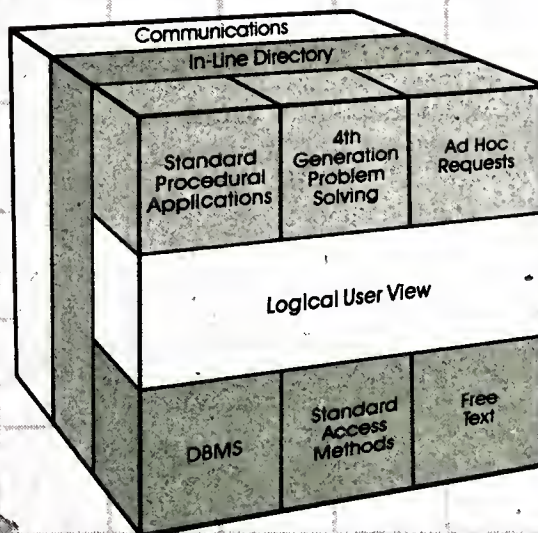 Communications
In-Line Directory
Standard
Procedural
Applications
4th
Generation
Problem
Solving
Ad Hoc
Requests
Logical User View
DBMS
Standard
Access
Methods
Free
Text